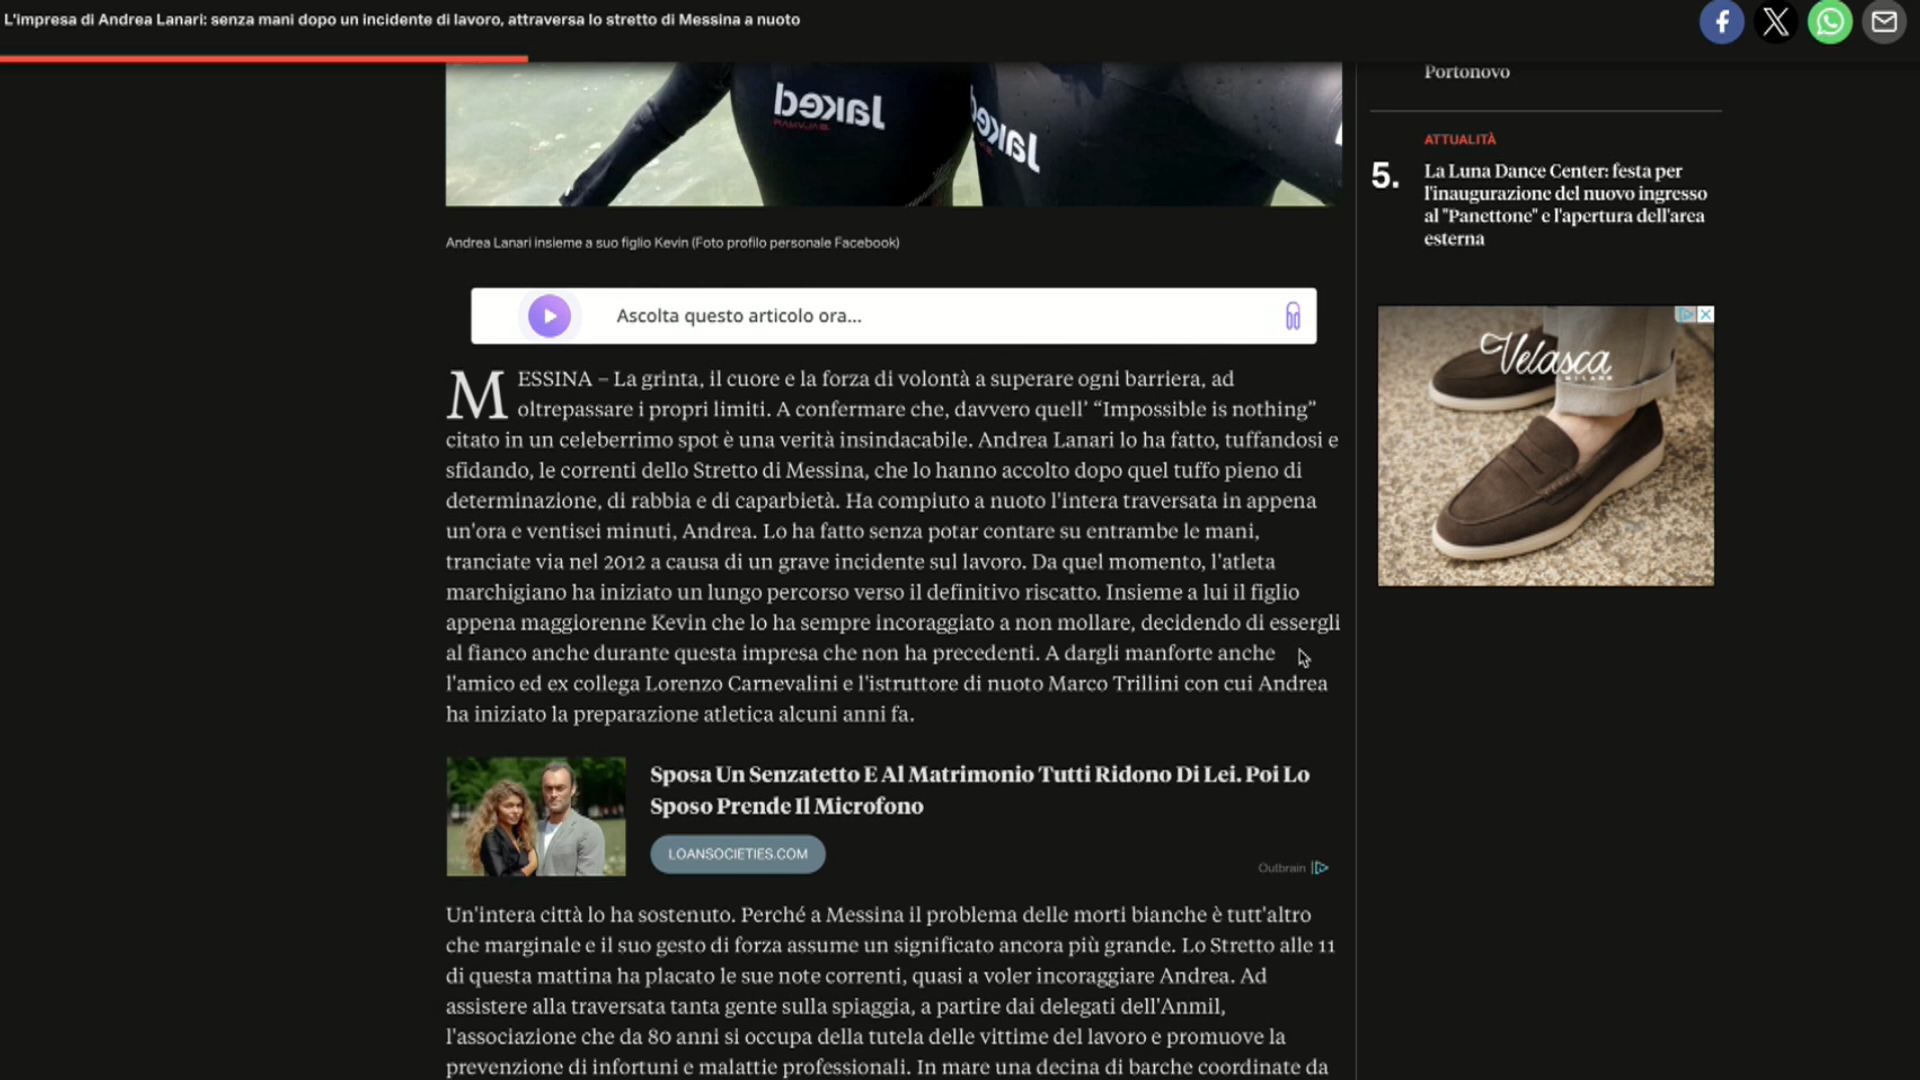 L'impresa di Andrea Lanari: senza mani dopo un incidente di lavoro, attraversa lo stretto di Messina a nuoto
Jaked
Jaked
Andrea Lanari insieme a suo figlio Kevin (Foto profilo personale Facebook)
Ascolta questo articolo ora...
MESSINA – La grinta, il cuore e la forza di volontà a superare ogni barriera, ad
oltrepassare i propri limiti. A confermare che, davvero quell' “Impossible is nothing”
citato in un celeberrimo spot è una verità insindacabile. Andrea Lanari lo ha fatto, tuffandosi e
sfidando, le correnti dello Stretto di Messina, che lo hanno accolto dopo quel tuffo pieno di
determinazione, di rabbia e di caparbietà. Ha compiuto a nuoto l'intera traversata in appena
un'ora e ventisei minuti, Andrea. Lo ha fatto senza potar contare su entrambe le mani,
tranciate via nel 2012 a causa di un grave incidente sul lavoro. Da quel momento, l'atleta
marchigiano ha iniziato un lungo percorso verso il definitivo riscatto. Insieme a lui il figlio
appena maggiorenne Kevin che lo ha sempre incoraggiato a non mollare, decidendo di essergli
al fianco anche durante questa impresa che non ha precedenti. A dargli manforte anche
l'amico ed ex collega Lorenzo Carnevalini e l'istruttore di nuoto Marco Trillini con cui Andrea
ha iniziato la preparazione atletica alcuni anni fa.
Sposa Un Senzatetto E Al Matrimonio Tutti Ridono Di Lei. Poi Lo
Sposo Prende Il Microfono
LOANSOCIETIES.COM
Outbrain
Un'intera città lo ha sostenuto. Perché a Messina il problema delle morti bianche è tutt'altro
che marginale e il suo gesto di forza assume un significato ancora più grande. Lo Stretto alle 11
di questa mattina ha placato le sue note correnti, quasi a voler incoraggiare Andrea. Ad
assistere alla traversata tanta gente sulla spiaggia, a partire dai delegati dell'Anmil,
l'associazione che da 80 anni si occupa della tutela delle vittime del lavoro e promuove la
prevenzione di infortuni e malattie professionali. In mare una decina di barche coordinate da
Portonovo
ATTUALITÀ
5. La Luna Dance Center: festa per
l'inaugurazione del nuovo ingresso
al "Panettone" e l'apertura dell'area
esterna
Velasca
MILANO